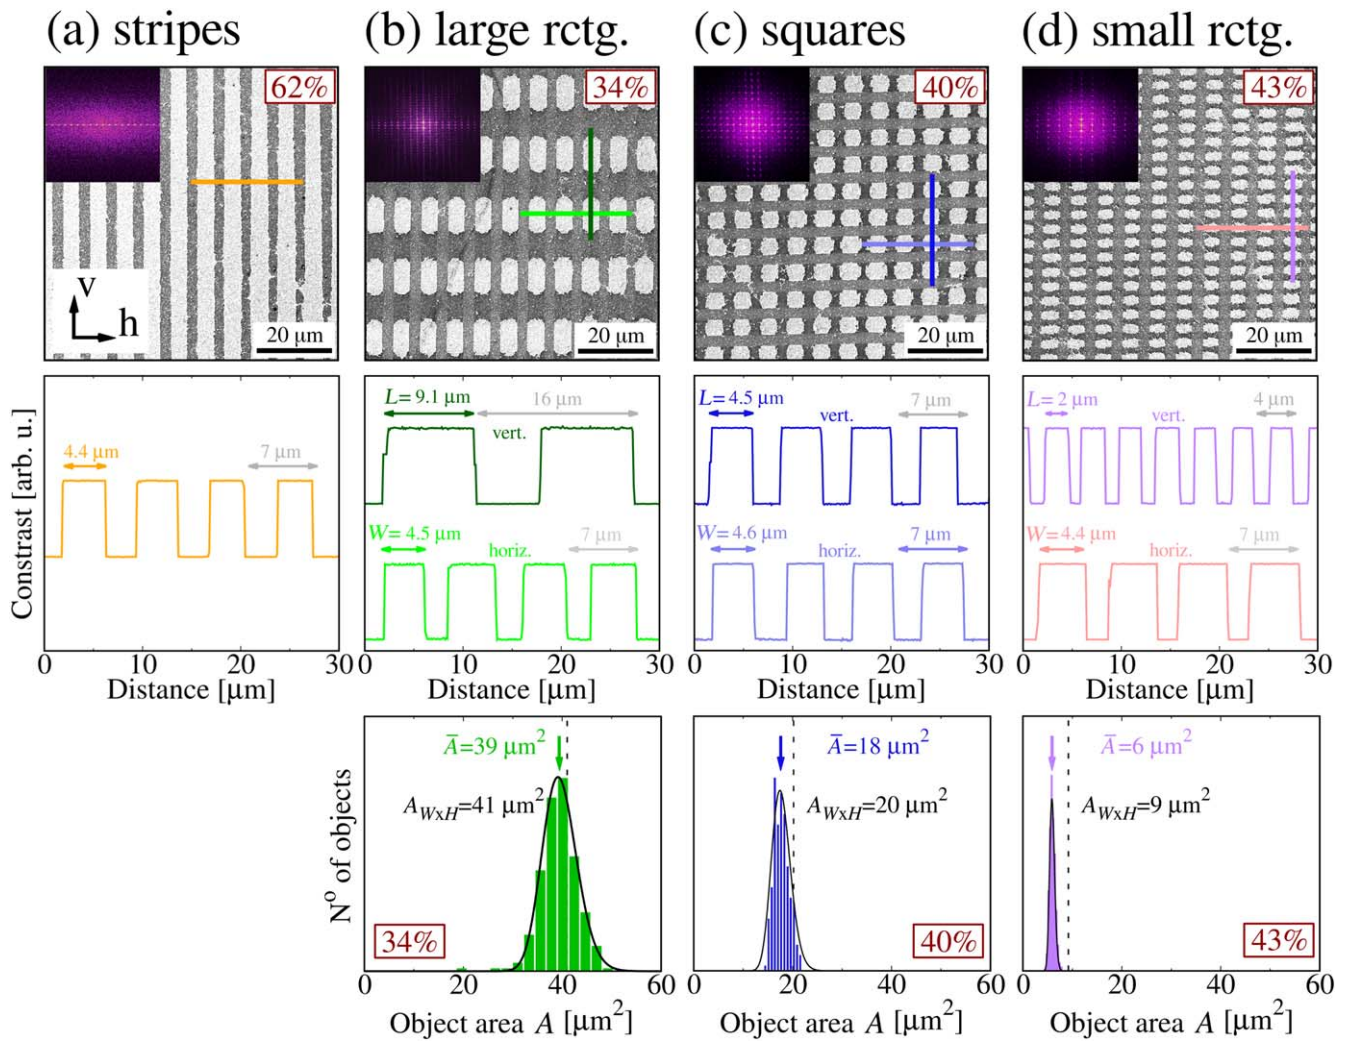 (a) stripes
(b) large rctg.
(c) squares
(d) small rctg.
62%
34%
40%
43%
v
h
20 μm
20 μm
20 μm
20 μm
Constrast [arb. u.]
4.4 μm
7 μm
L= 9.1 μm
16 μm
vert.
W= 4.5 μm
horiz.
7 μm
L= 4.5 μm
vert.
7 μm
W= 4.6 μm
horiz.
7 μm
L= 2 μm
vert.
4 μm
W= 4.4 μm
horiz.
7 μm
0 10 20 30
0 10 20 30
0 10 20 30
0 10 20 30
Distance [μm]
Distance [μm]
Distance [μm]
Distance [μm]
Nº of objects
Ā=39 μm²
A_WxH=41 μm²
34%
Ā=18 μm²
A_WxH=20 μm²
40%
Ā=6 μm²
A_WxH=9 μm²
43%
0 20 40 60
0 20 40 60
0 20 40 60
Object area A [μm²]
Object area A [μm²]
Object area A [μm²]